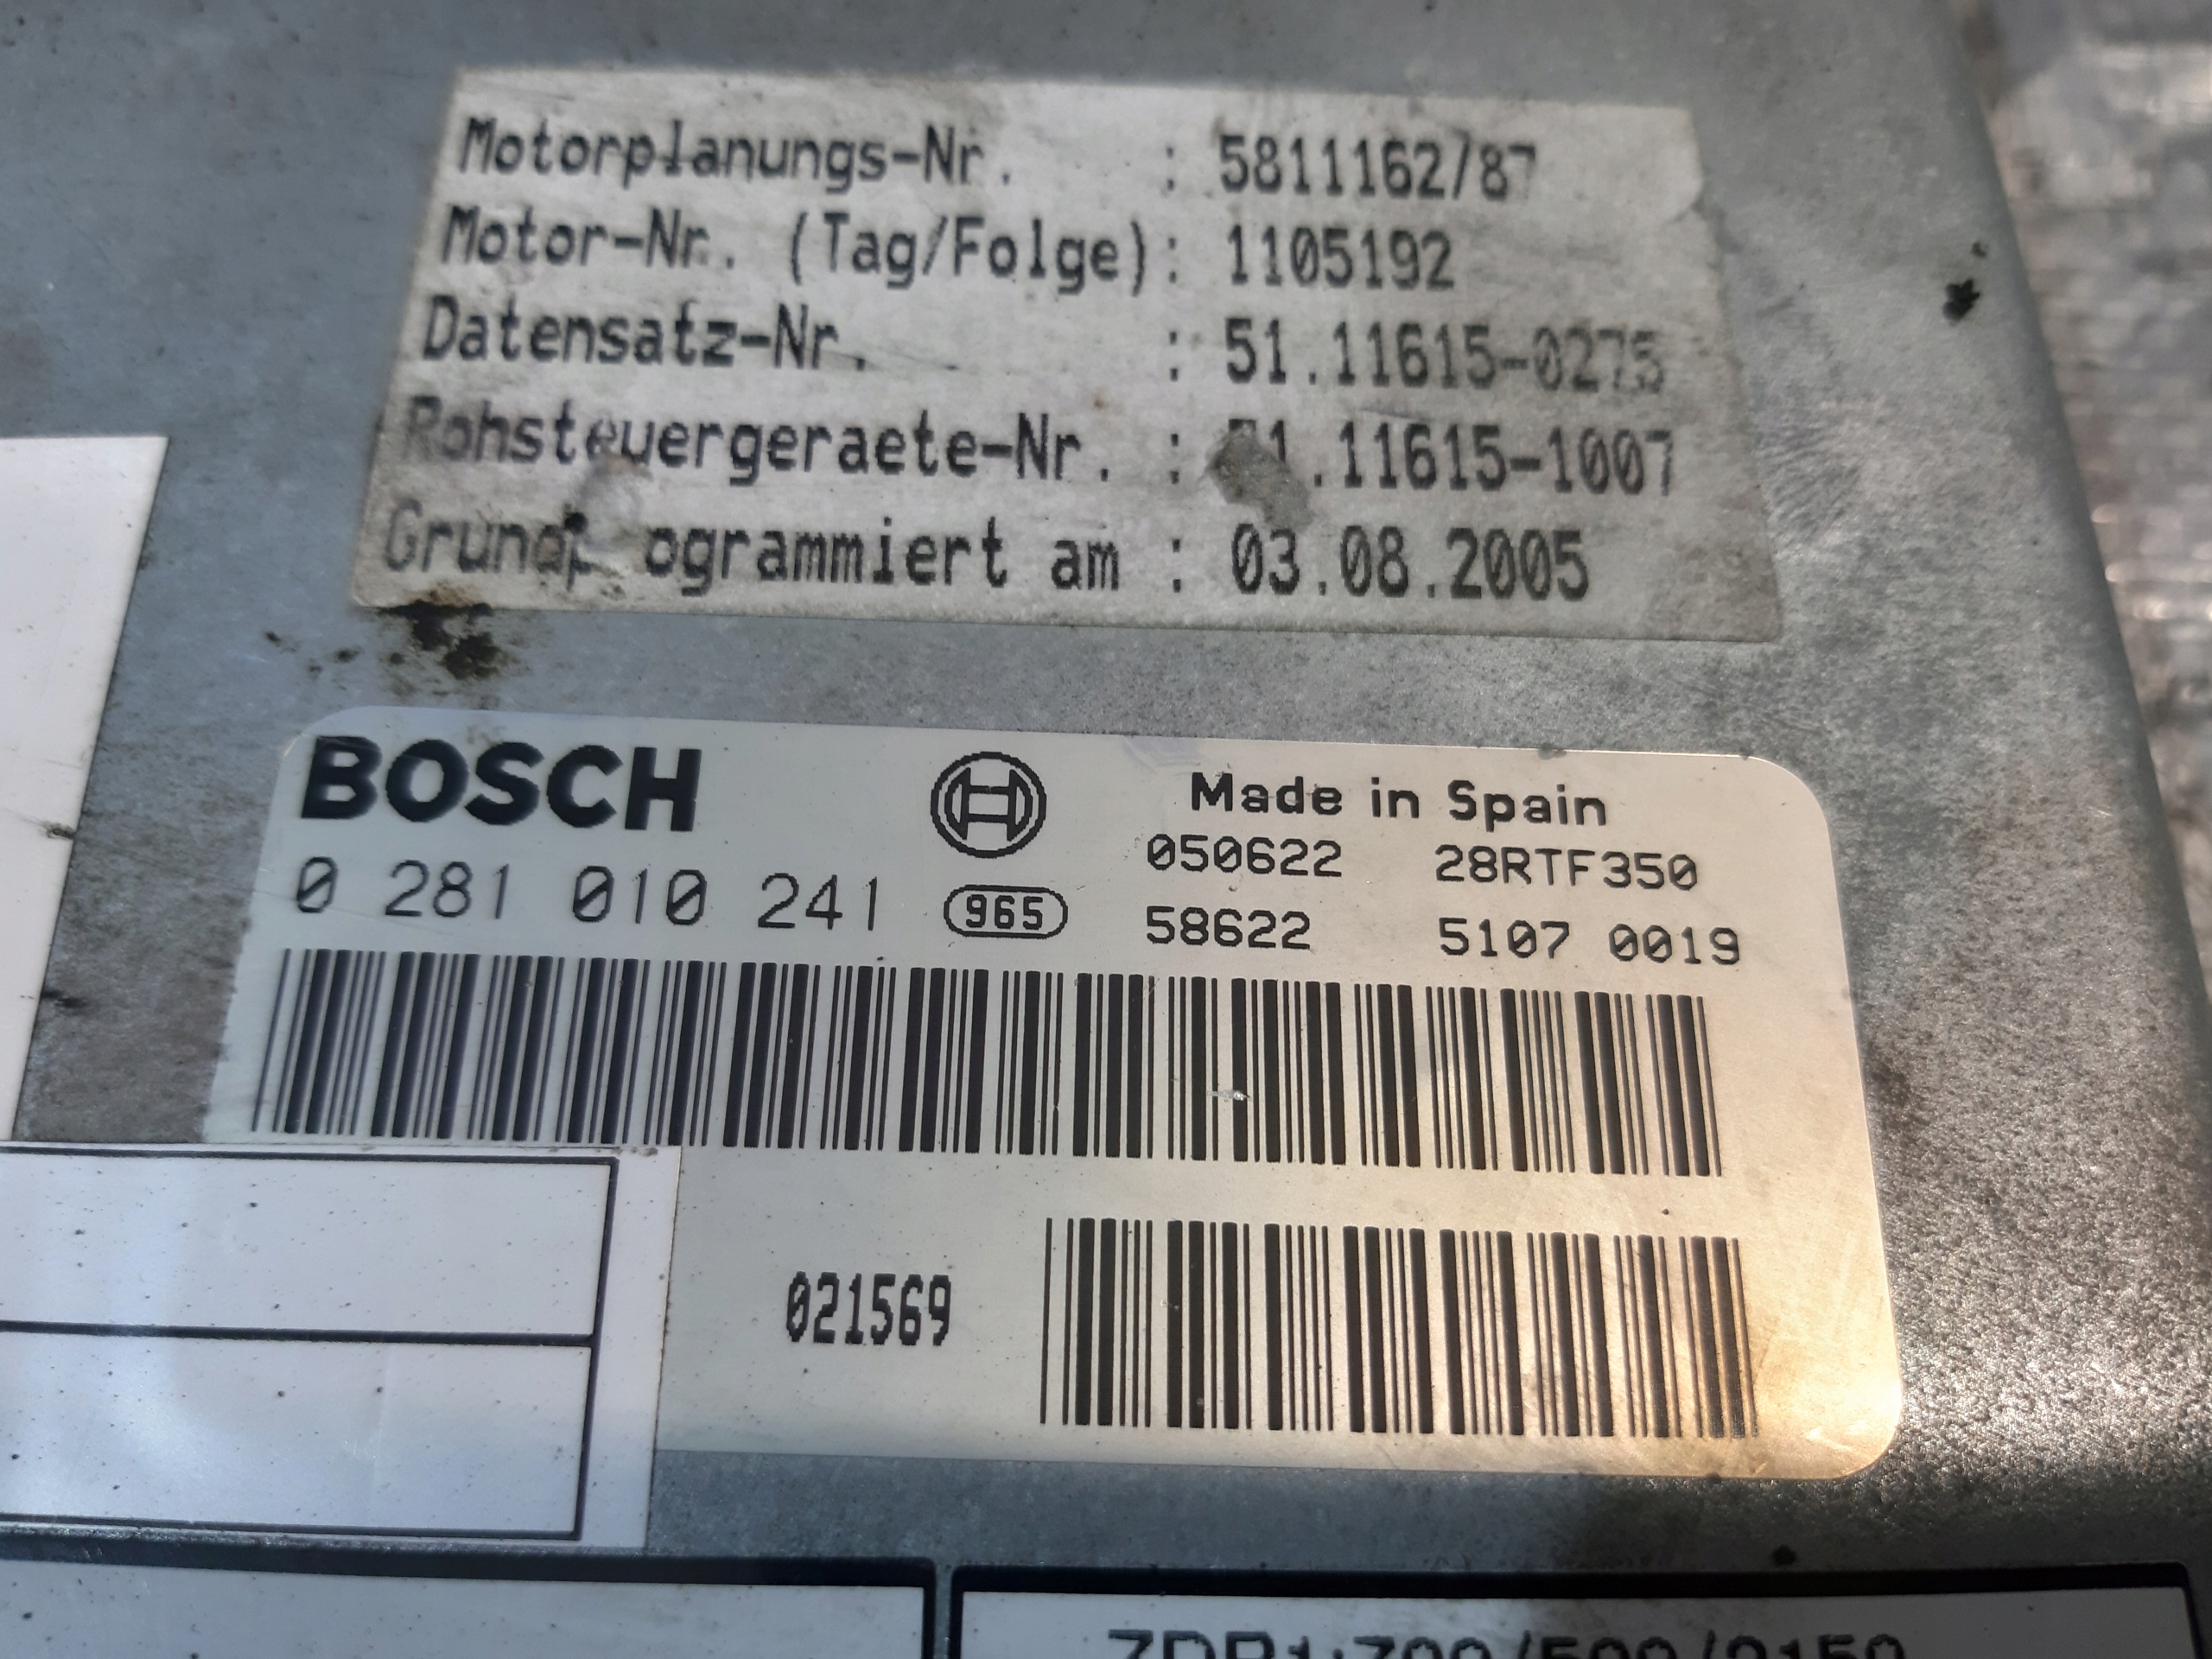 Motorplanungs-Nr. : 5811162/87
Motor-Nr. (Tag/Folge): 1105192
Datensatz-Nr. : 51.11615-0275
Rohsteuergeraete-Nr. : .11615-1007
am : 03.08.2005
BOSCH
Made in Spain
050622 28RTF350
0 281 010 241 965 58622 5107 0019
021569